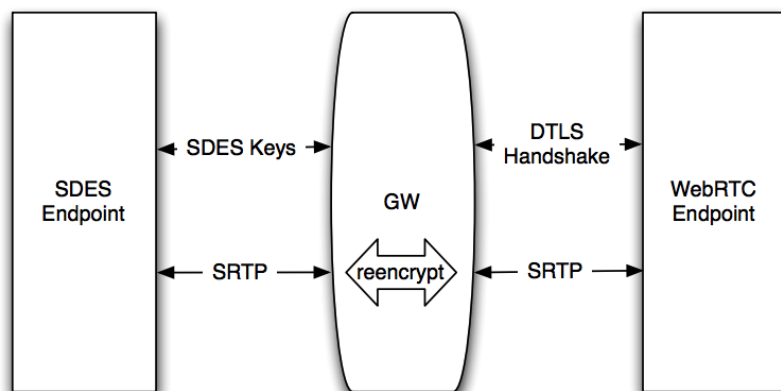 SDES Keys
DTLS
Handshake
SDES
Endpoint
GW
WebRTC
Endpoint
SRTP
reencrypt
SRTP